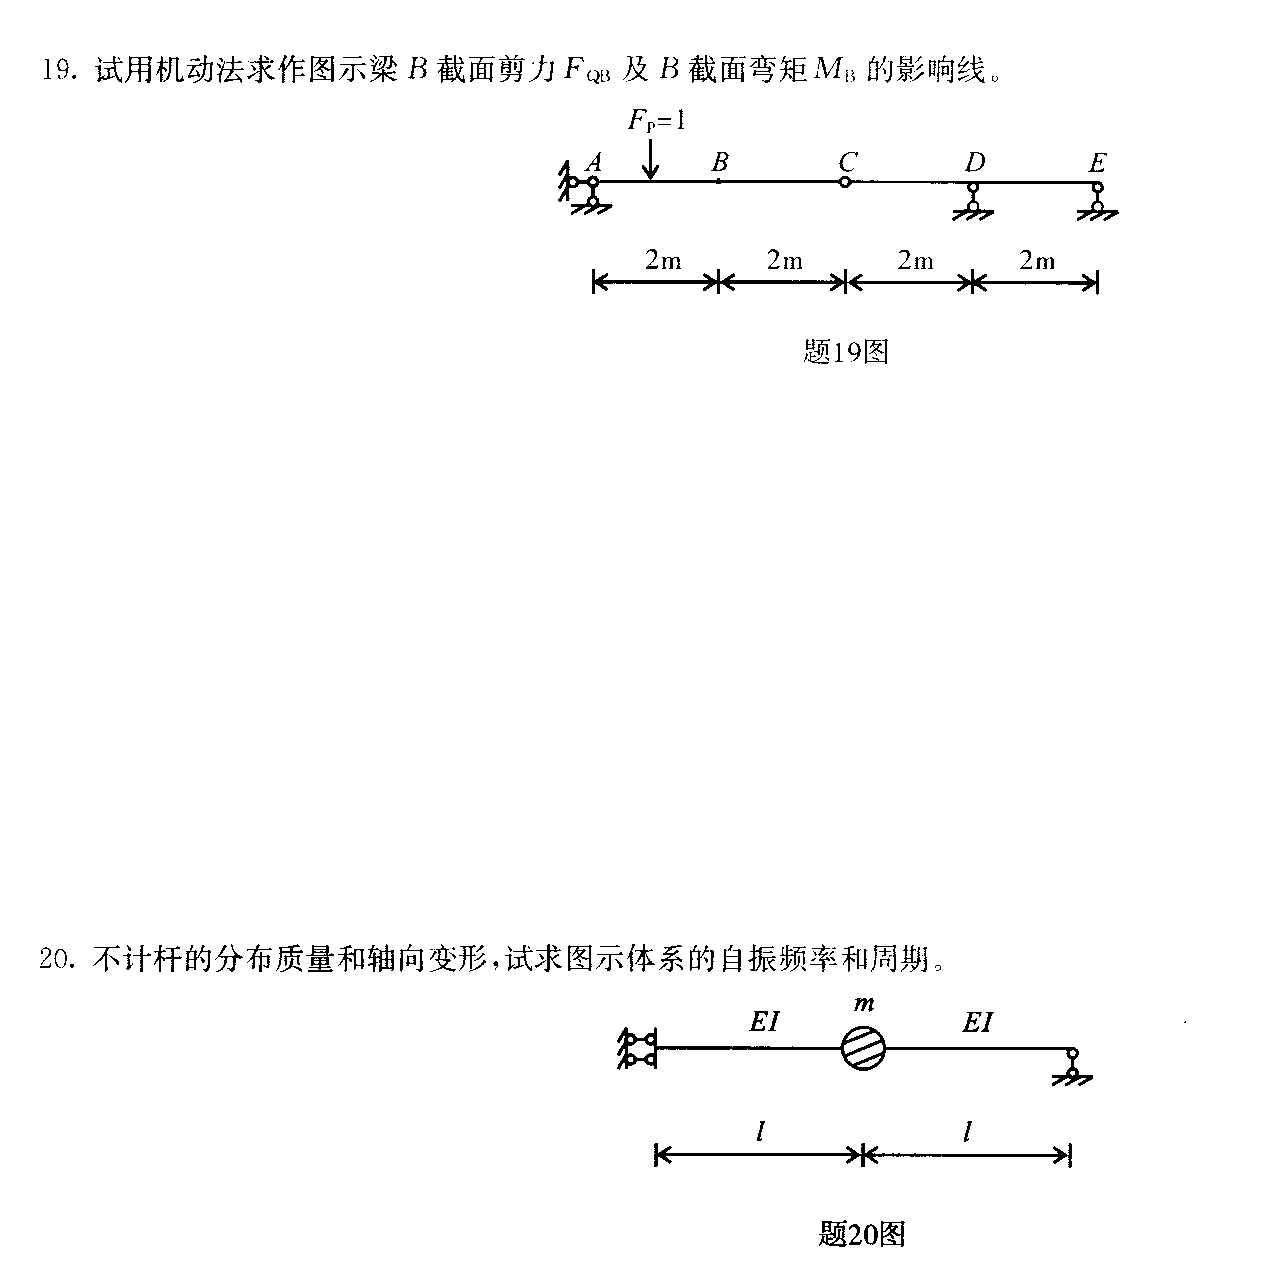 19. 试用机动法求作图示梁 B 截面剪力 F_QB 及 B 截面弯矩 M_B 的影响线。
F_P=1
A B C D E
2m 2m 2m 2m
题19图
20. 不计杆的分布质量和轴向变形,试求图示体系的自振频率和周期。
m
EI EI
l l
题20图